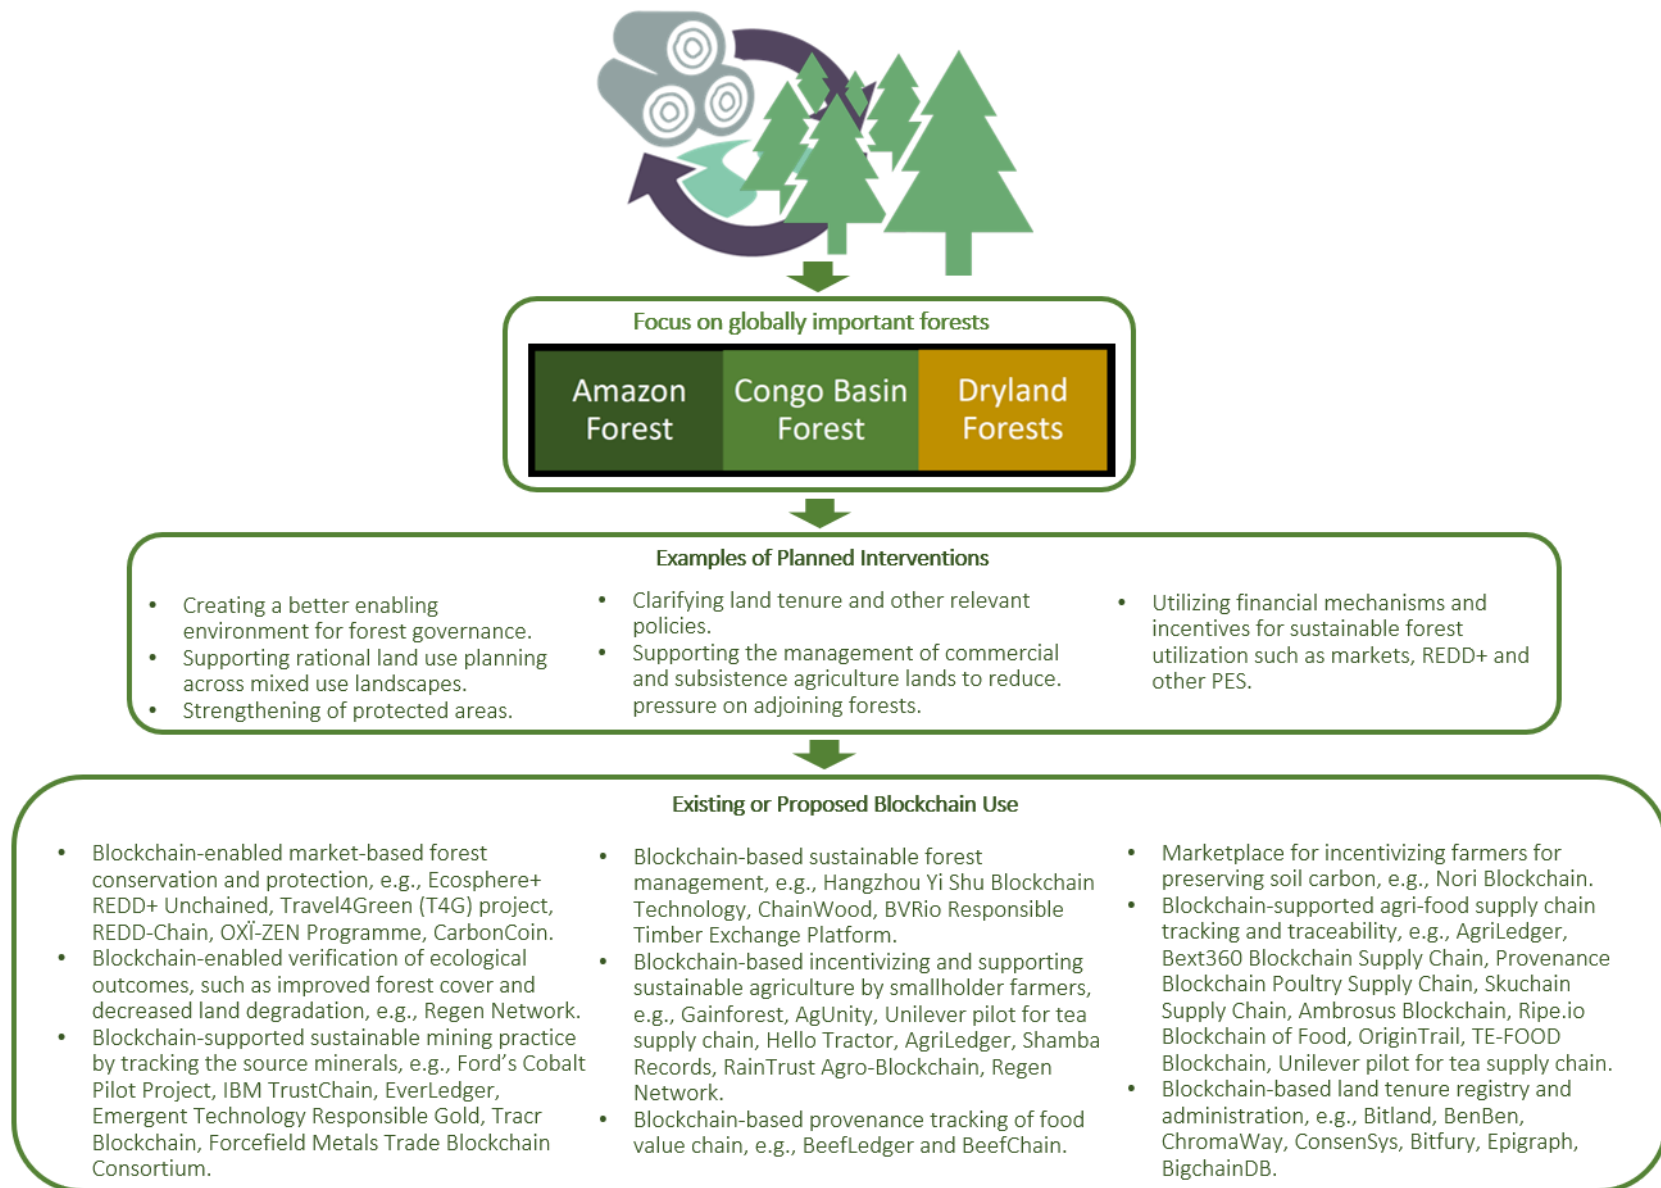 Focus on globally important forests
Amazon
Forest
Congo Basin
Forest
Dryland
Forests
Examples of Planned Interventions
• Creating a better enabling
environment for forest governance.
• Supporting rational land use planning
across mixed use landscapes.
• Strengthening of protected areas.
• Clarifying land tenure and other relevant
policies.
• Supporting the management of commercial
and subsistence agriculture lands to reduce.
pressure on adjoining forests.
• Utilizing financial mechanisms and
incentives for sustainable forest
utilization such as markets, REDD+ and
other PES.
Existing or Proposed Blockchain Use
• Blockchain-enabled market-based forest
conservation and protection, e.g., Ecosphere+
REDD+ Unchained, Travel4Green (T4G) project,
REDD-Chain, OXÏ-ZEN Programme, CarbonCoin.
• Blockchain-enabled verification of ecological
outcomes, such as improved forest cover and
decreased land degradation, e.g., Regen Network.
• Blockchain-supported sustainable mining practice
by tracking the source minerals, e.g., Ford's Cobalt
Pilot Project, IBM TrustChain, EverLedger,
Emergent Technology Responsible Gold, Tracr
Blockchain, Forcefield Metals Trade Blockchain
Consortium.
• Blockchain-based sustainable forest
management, e.g., Hangzhou Yi Shu Blockchain
Technology, ChainWood, BVRio Responsible
Timber Exchange Platform.
• Blockchain-based incentivizing and supporting
sustainable agriculture by smallholder farmers,
e.g., Gainforest, AgUnity, Unilever pilot for tea
supply chain, Hello Tractor, AgriLedger, Shamba
Records, RainTrust Agro-Blockchain, Regen
Network.
• Blockchain-based provenance tracking of food
value chain, e.g., BeefLedger and BeefChain.
• Marketplace for incentivizing farmers for
preserving soil carbon, e.g., Nori Blockchain.
• Blockchain-supported agri-food supply chain
tracking and traceability, e.g., AgriLedger,
Bext360 Blockchain Supply Chain, Provenance
Blockchain Poultry Supply Chain, Skuchain
Supply Chain, Ambrosus Blockchain, Ripe.io
Blockchain of Food, OriginTrail, TE-FOOD
Blockchain, Unilever pilot for tea supply chain.
• Blockchain-based land tenure registry and
administration, e.g., Bitland, BenBen,
ChromaWay, ConsenSys, Bitfury, Epigraph,
BigchainDB.